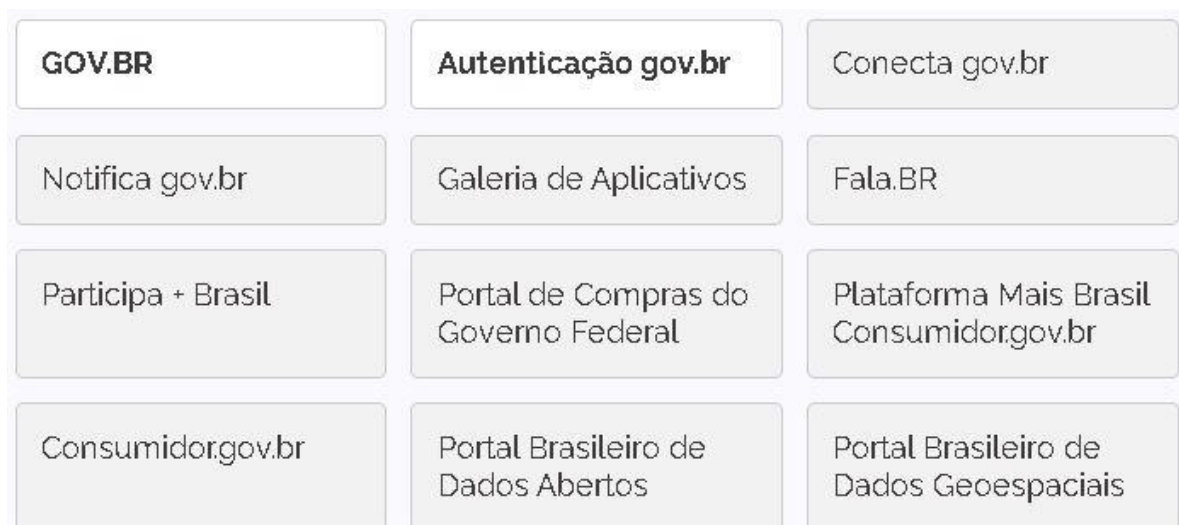 GOV.BR
Autenticação gov.br
Conecta gov.br
Notifica gov.br
Galeria de Aplicativos
Fala.BR
Participa + Brasil
Portal de Compras do
Governo Federal
Plataforma Mais Brasil
Consumidor.gov.br
Consumidor.gov.br
Portal Brasileiro de
Dados Abertos
Portal Brasileiro de
Dados Geoespaciais